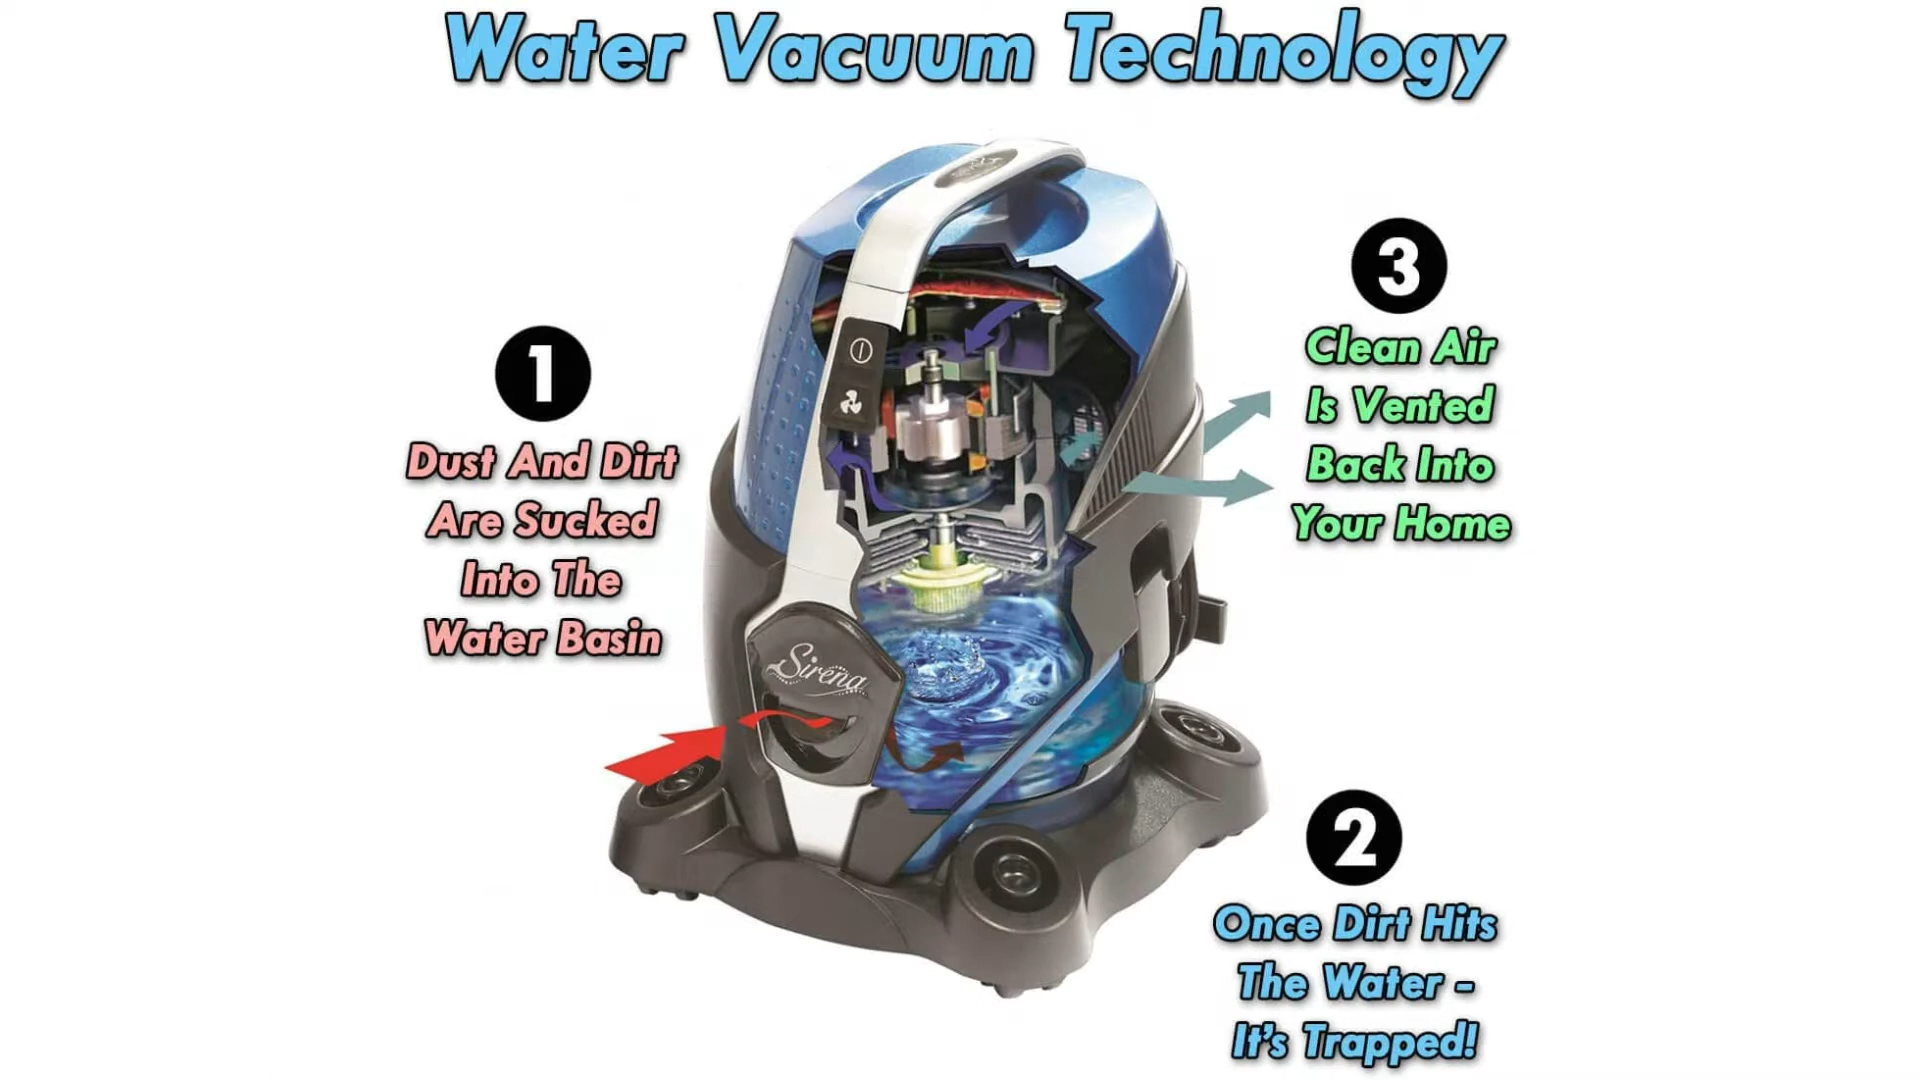 Water Vacuum Technology
1
Dust And Dirt
Are Sucked
Into The
Water Basin
3
Clean Air
Is Vented
Back Into
Your Home
Sirena
2
Once Dirt Hits
The Water -
It's Trapped!